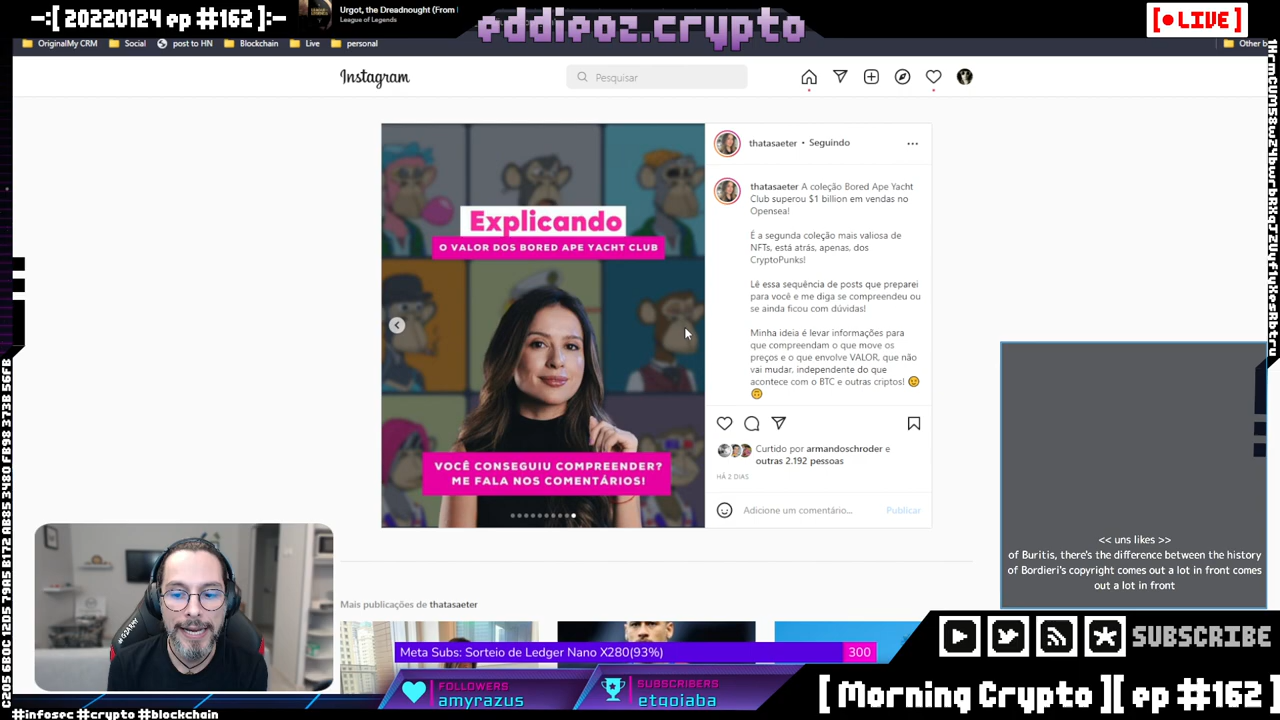 -:[ 20220124 ep #162 ]:-
Urgot, the Dreadnought (From
League of Legends
eddieoz.crypto
[ LIVE ]
OriginalMy CRM
Social
post to HN
Blockchain
Live
personal
Other b
Instagram
Pesquisar
Explicando
O VALOR DOS BORED APE YACHT CLUB
VOCÊ CONSEGUIU COMPREENDER?
ME FALA NOS COMENTÁRIOS!
thatasaeter • Seguindo
thatasaeter A coleção Bored Ape Yacht
Club superou $1 billion em vendas no
Opensea!
É a segunda coleção mais valiosa de
NFTs, está atrás, apenas, dos
CryptoPunks!
Lê essa sequência de posts que preparei
para você e me diga se compreendeu ou
se ainda ficou com dúvidas!
Minha ideia é levar informações para
que compreendam o que move os
preços e o que envolve VALOR, que não
vai mudar, independente do que
acontece com o BTC e outras criptos! 🙂
🙃
Curtido por armandoschroder e
outras 2.192 pessoas
HÁ 2 DIAS
Adicione um comentário...
Publicar
Mais publicações de thatasaeter
<< uns likes >>
of Buritis, there's the difference between the history
of Bordieri's copyright comes out a lot in front comes
out a lot in front
Meta Subs: Sorteio de Ledger Nano X280(93%)
300
FOLLOWERS
amyrazus
SUBSCRIBERS
etgoiaba
SUBSCRIBE
[ Morning Crypto ][ ep #162 ]
#infosec #crypto #blockchain